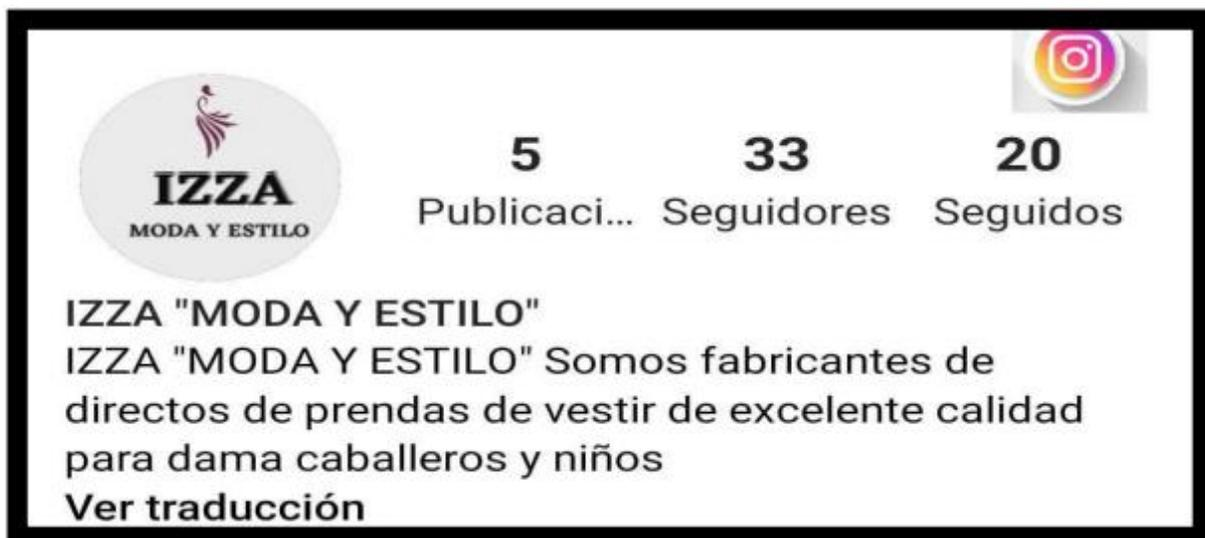 IZZA
MODA Y ESTILO
5 33 20
Publicaci... Seguidores Seguidos
IZZA "MODA Y ESTILO"
IZZA "MODA Y ESTILO" Somos fabricantes de
directos de prendas de vestir de excelente calidad
para dama caballeros y niños
Ver traducción